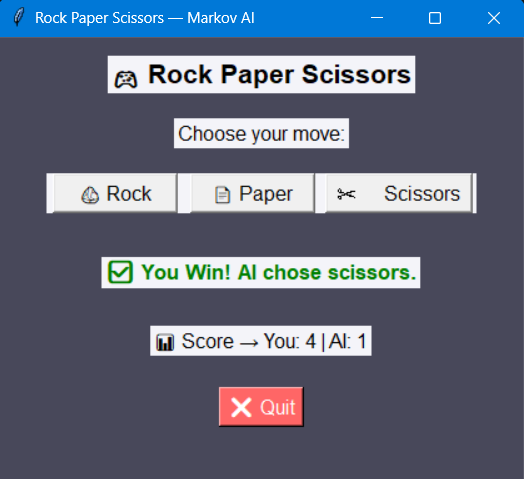 Rock Paper Scissors — Markov AI
🎮 Rock Paper Scissors
Choose your move:
🪨 Rock 📄 Paper ✂ Scissors
☑ You Win! AI chose scissors.
📊 Score → You: 4 | AI: 1
❌ Quit